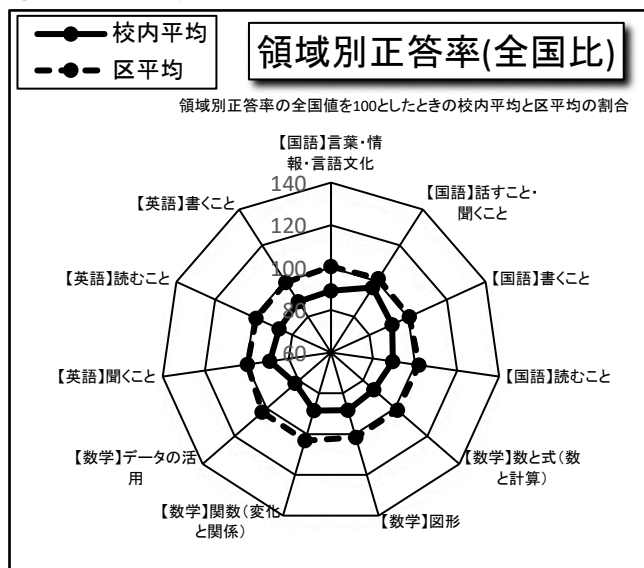 校内平均
区平均
領域別正答率(全国比)
領域別正答率の全国値を100としたときの校内平均と区平均の割合
【国語】言葉・情
報・言語文化
【国語】話すこと・
聞くこと
【国語】書くこと
【国語】読むこと
【数学】数と式(数
と計算)
【数学】図形
【数学】関数(変化
と関係)
【数学】データの活
用
【英語】聞くこと
【英語】読むこと
【英語】書くこと
140
120
100
80
60